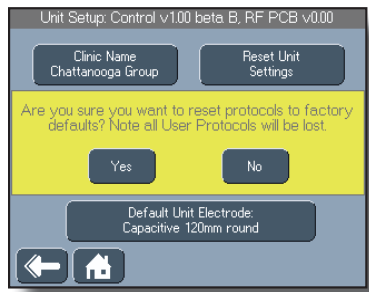 Unit Setup: Control v1.00 beta B, RF PCB v0.00
Clinic Name
Chattanooga Group
Reset Unit
Settings
Are you sure you want to reset protocols to factory
defaults? Note all User Protocols will be lost.
Yes
No
Default Unit Electrode:
Capacitive 120mm round